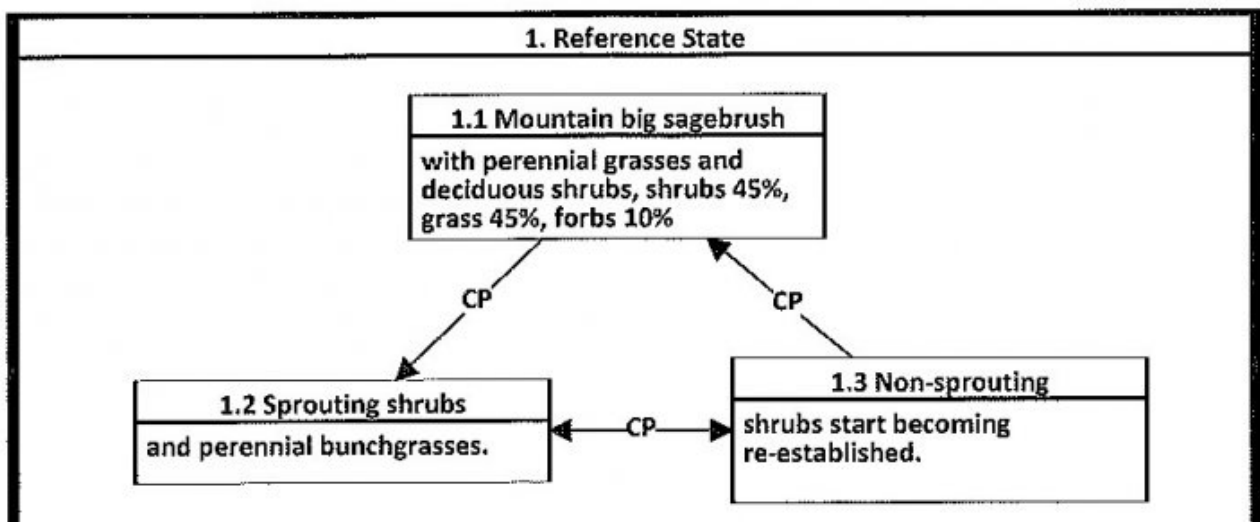 1. Reference State
1.1 Mountain big sagebrush
with perennial grasses and
deciduous shrubs, shrubs 45%,
grass 45%, forbs 10%
CP
CP
1.2 Sprouting shrubs
and perennial bunchgrasses.
CP
1.3 Non-sprouting
shrubs start becoming
re-established.